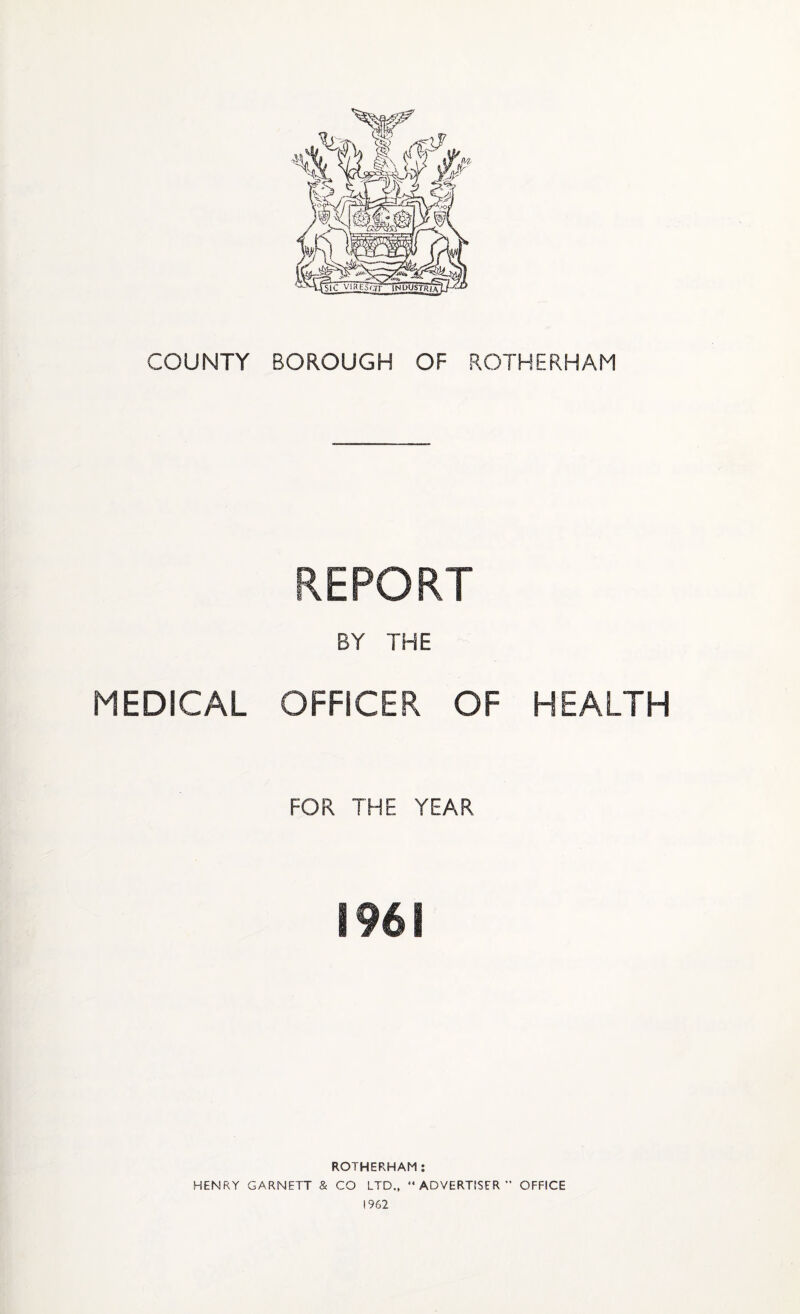 SIC VIRESCIT INDUSTRIA
COUNTY BOROUGH OF ROTHERHAM
REPORT
BY THE
MEDICAL OFFICER OF HEALTH
FOR THE YEAR
1961
ROTHERHAM:
HENRY GARNETT & CO LTD., "ADVERTISER" OFFICE
1962